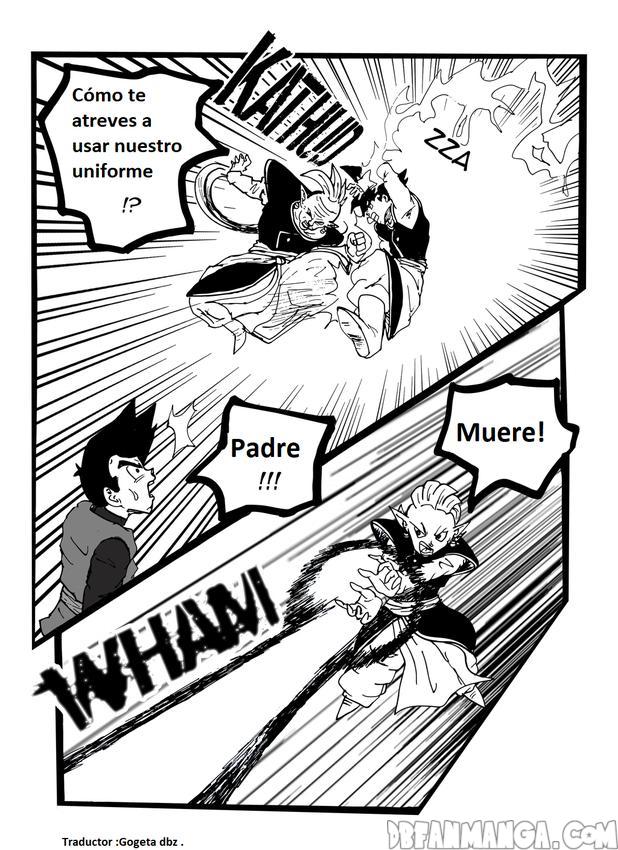 Cómo te
atreves a
usar nuestro
uniforme
!?
KATHUD
ZZA
Padre
!!!
Muere!
WHAM
Traductor :Gogeta dbz .
DBFANMANGA.COM